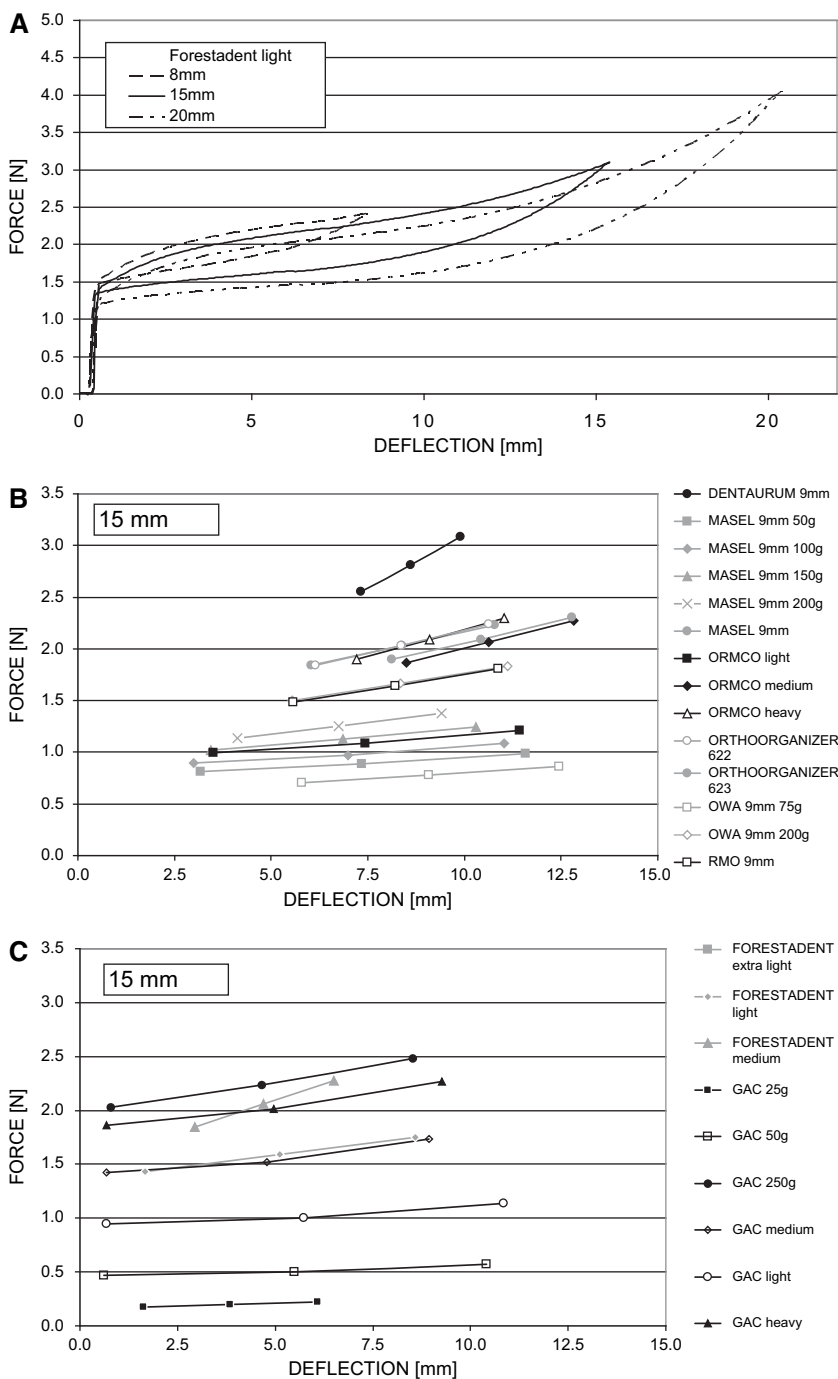 A
5.0
4.5
4.0
3.5
3.0
2.5
2.0
1.5
1.0
0.5
0.0
FORCE [N]
Forestadent light
8mm
15mm
20mm
0 5 10 15 20
DEFLECTION [mm]
B
3.5
3.0
2.5
2.0
1.5
1.0
0.5
0.0
FORCE [N]
15 mm
0.0 2.5 5.0 7.5 10.0 12.5 15.0
DEFLECTION [mm]
DENTAURUM 9mm
MASEL 9mm 50g
MASEL 9mm 100g
MASEL 9mm 150g
MASEL 9mm 200g
MASEL 9mm
ORMCO light
ORMCO medium
ORMCO heavy
ORTHOORGANIZER
622
ORTHOORGANIZER
623
OWA 9mm 75g
OWA 9mm 200g
RMO 9mm
C
3.5
3.0
2.5
2.0
1.5
1.0
0.5
0.0
FORCE [N]
15 mm
0.0 2.5 5.0 7.5 10.0 12.5 15.0
DEFLECTION [mm]
FORESTADENT
extra light
FORESTADENT
light
FORESTADENT
medium
GAC 25g
GAC 50g
GAC 250g
GAC medium
GAC light
GAC heavy